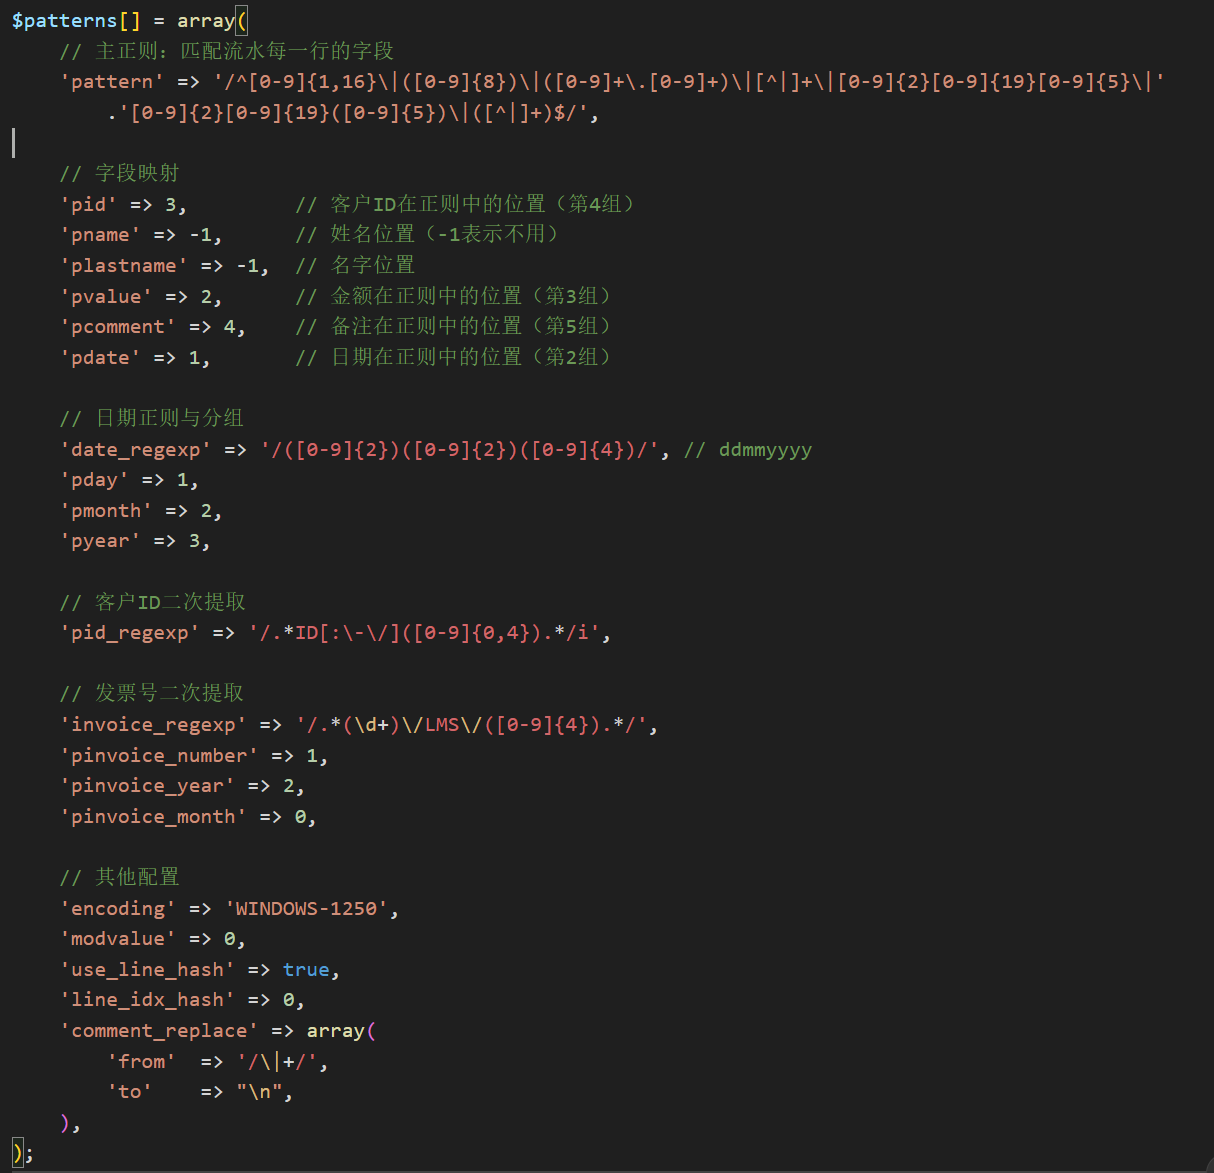 $patterns[] = array(
    // 主正则：匹配流水每一行的字段
    'pattern' => '/^[0-9]{1,16}\|([0-9]{8})\|([0-9]+\.[0-9]+)\|[^|]+\|[0-9]{2}[0-9]{19}[0-9]{5}\|'
        .'[0-9]{2}[0-9]{19}([0-9]{5})\|([^|]+)$/',
    // 字段映射
    'pid' => 3,         // 客户ID在正则中的位置（第4组）
    'pname' => -1,      // 姓名位置（-1表示不用）
    'plastname' => -1,  // 名字位置
    'pvalue' => 2,      // 金额在正则中的位置（第3组）
    'pcomment' => 4,    // 备注在正则中的位置（第5组）
    'pdate' => 1,       // 日期在正则中的位置（第2组）
    // 日期正则与分组
    'date_regexp' => '/([0-9]{2})([0-9]{2})([0-9]{4})/', // ddmmyyyy
    'pday' => 1,
    'pmonth' => 2,
    'pyear' => 3,
    // 客户ID二次提取
    'pid_regexp' => '/.*ID[:\-\/]([0-9]{0,4}).*/i',
    // 发票号二次提取
    'invoice_regexp' => '/.*(\d+)\/LMS\/([0-9]{4}).*/',
    'pinvoice_number' => 1,
    'pinvoice_year' => 2,
    'pinvoice_month' => 0,
    // 其他配置
    'encoding' => 'WINDOWS-1250',
    'modvalue' => 0,
    'use_line_hash' => true,
    'line_idx_hash' => 0,
    'comment_replace' => array(
        'from'  => '/\|+/',
        'to'    => "\n",
    ),
);